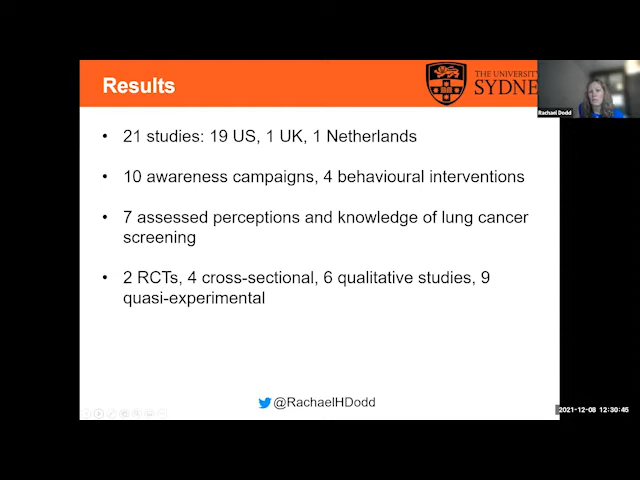 Results
THE UNIVERSITY
SYDNE
Rachael Dodd
• 21 studies: 19 US, 1 UK, 1 Netherlands
• 10 awareness campaigns, 4 behavioural interventions
• 7 assessed perceptions and knowledge of lung cancer
screening
• 2 RCTs, 4 cross-sectional, 6 qualitative studies, 9
quasi-experimental
@RachaelHDodd
2021-12-08 12:30:45